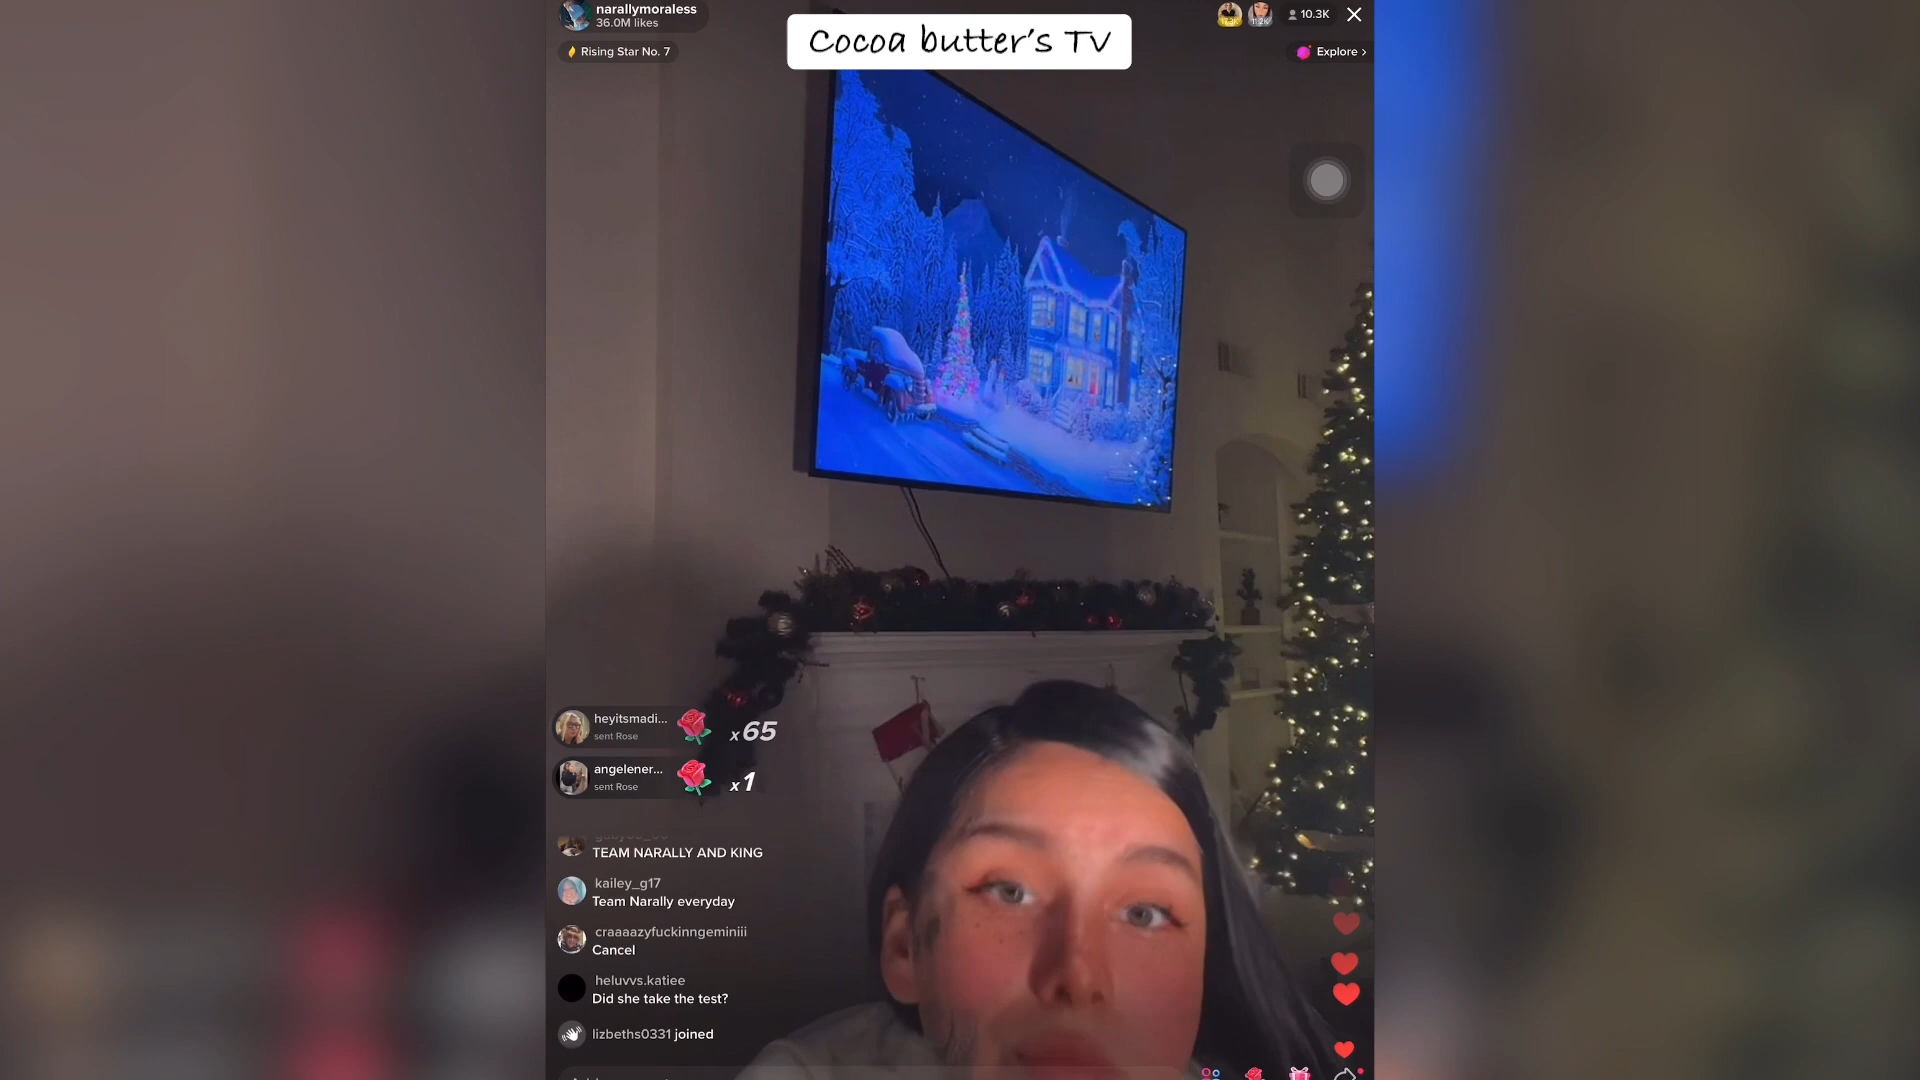 narallymoraless
36.0M likes
10.3K
Rising Star No. 7
Cocoa butter's TV
Explore >
heyitsmadi...
sent Rose
x65
angelener...
sent Rose
x1
TEAM NARALLY AND KING
kailey_g17
Team Narally everyday
craaaazyfuckinngeminiii
Cancel
heluvvs.katiee
Did she take the test?
lizbeths0331 joined